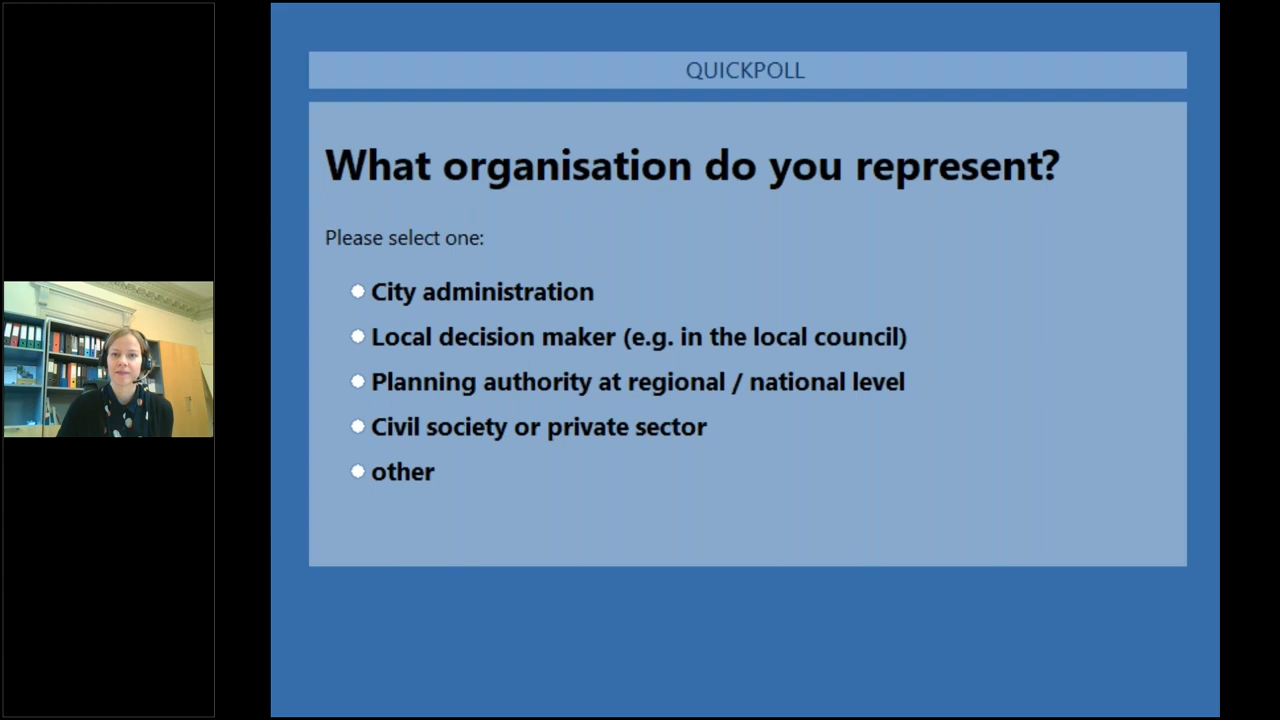 QUICKPOLL
What organisation do you represent?
Please select one:
City administration
Local decision maker (e.g. in the local council)
Planning authority at regional / national level
Civil society or private sector
other